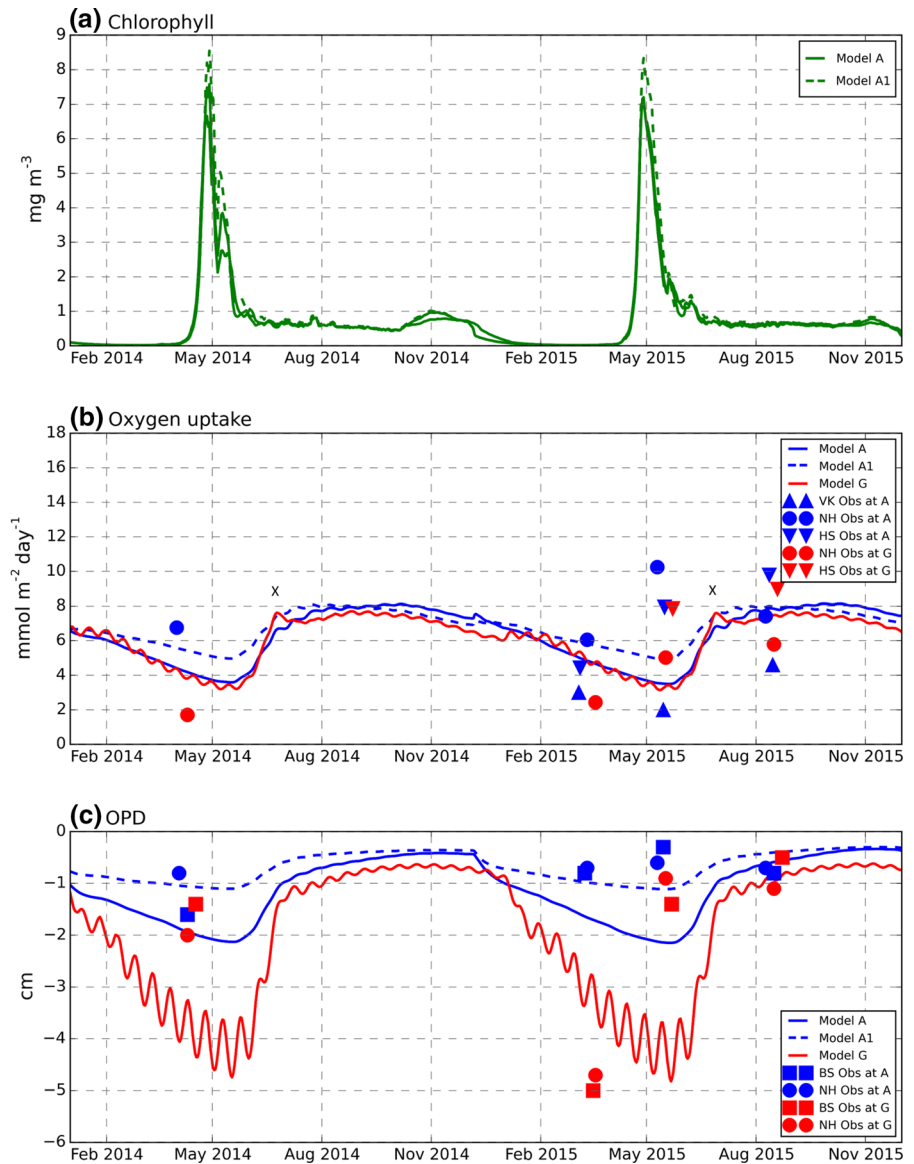 (a) Chlorophyll
9
8
7
6
5
4
3
2
1
0
mg m-3
Model A
Model A1
Feb 2014 May 2014 Aug 2014 Nov 2014 Feb 2015 May 2015 Aug 2015 Nov 2015
(b) Oxygen uptake
18
16
14
12
10
8
6
4
2
0
mmol m-2 day-1
Model A
Model A1
Model G
VK Obs at A
NH Obs at A
HS Obs at A
NH Obs at G
HS Obs at G
x
x
Feb 2014 May 2014 Aug 2014 Nov 2014 Feb 2015 May 2015 Aug 2015 Nov 2015
(c) OPD
0
−1
−2
−3
−4
−5
−6
cm
Model A
Model A1
Model G
BS Obs at A
NH Obs at A
BS Obs at G
NH Obs at G
Feb 2014 May 2014 Aug 2014 Nov 2014 Feb 2015 May 2015 Aug 2015 Nov 2015